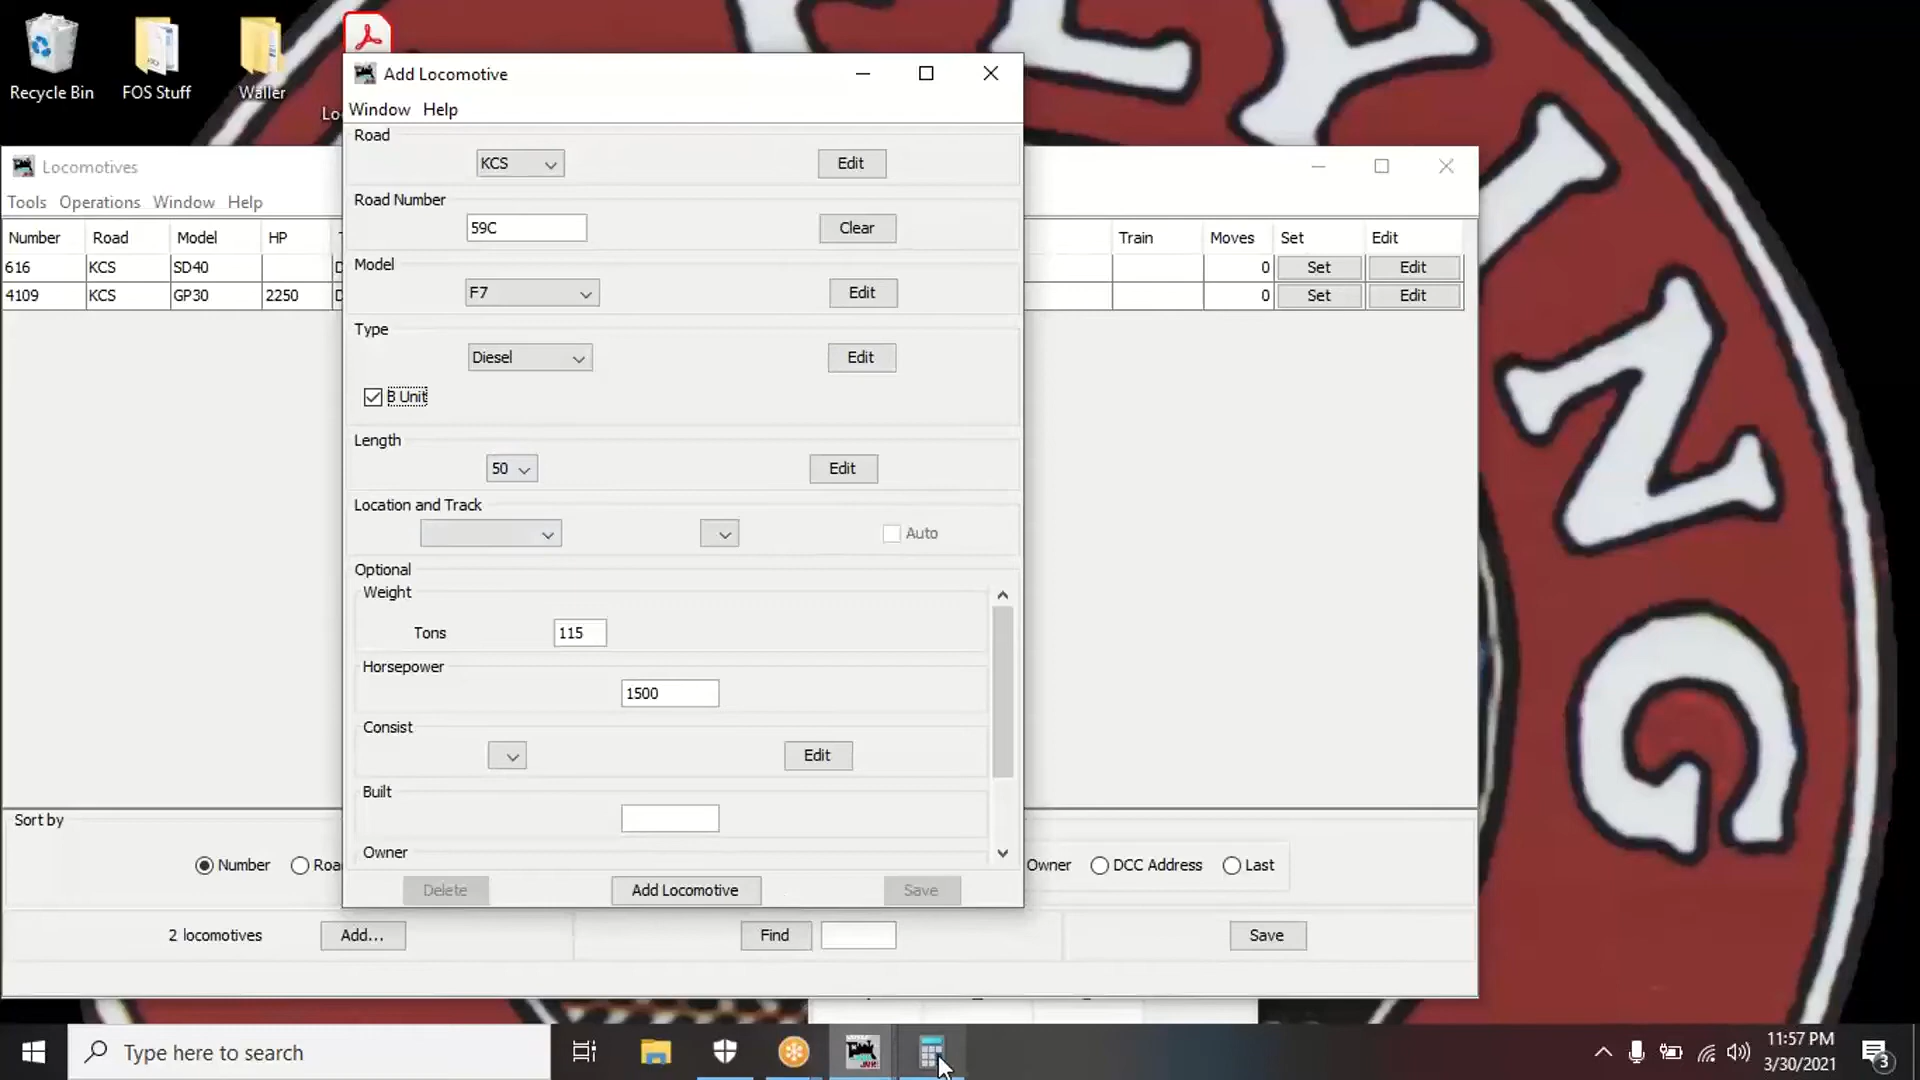 Recycle Bin
FOS Stuff
Waller
Lo
Add Locomotive
Window Help
Road
KCS
Edit
Road Number
59C
Clear
Model
F7
Edit
Type
Diesel
Edit
B Unit
Length
50
Edit
Location and Track
Auto
Optional
Weight
Tons
115
Horsepower
1500
Consist
Edit
Built
Owner
Delete
Add Locomotive
Save
Locomotives
Tools Operations Window Help
Number Road Model HP Train Moves Set Edit
616 KCS SD40 D 0 Set Edit
4109 KCS GP30 2250 D 0 Set Edit
Sort by
Number Roa Owner DCC Address Last
2 locomotives Add... Find Save
Type here to search
11:57 PM
3/30/2021
3